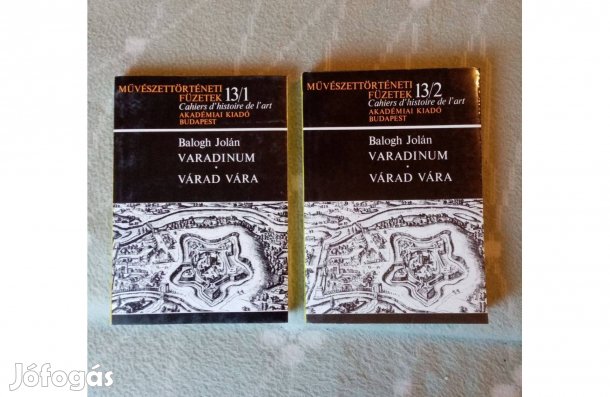 MŰVÉSZETTÖRTÉNETI
FÜZETEK 13/1
Cahiers d'histoire de l'art
AKADÉMIAI KIADÓ
BUDAPEST
Balogh Jolán
VARADINUM
·
VÁRAD VÁRA
MŰVÉSZETTÖRTÉNETI
FÜZETEK 13/2
Cahiers d'histoire de l'art
AKADÉMIAI KIADÓ
BUDAPEST
Balogh Jolán
VARADINUM
·
VÁRAD VÁRA
Jófogás